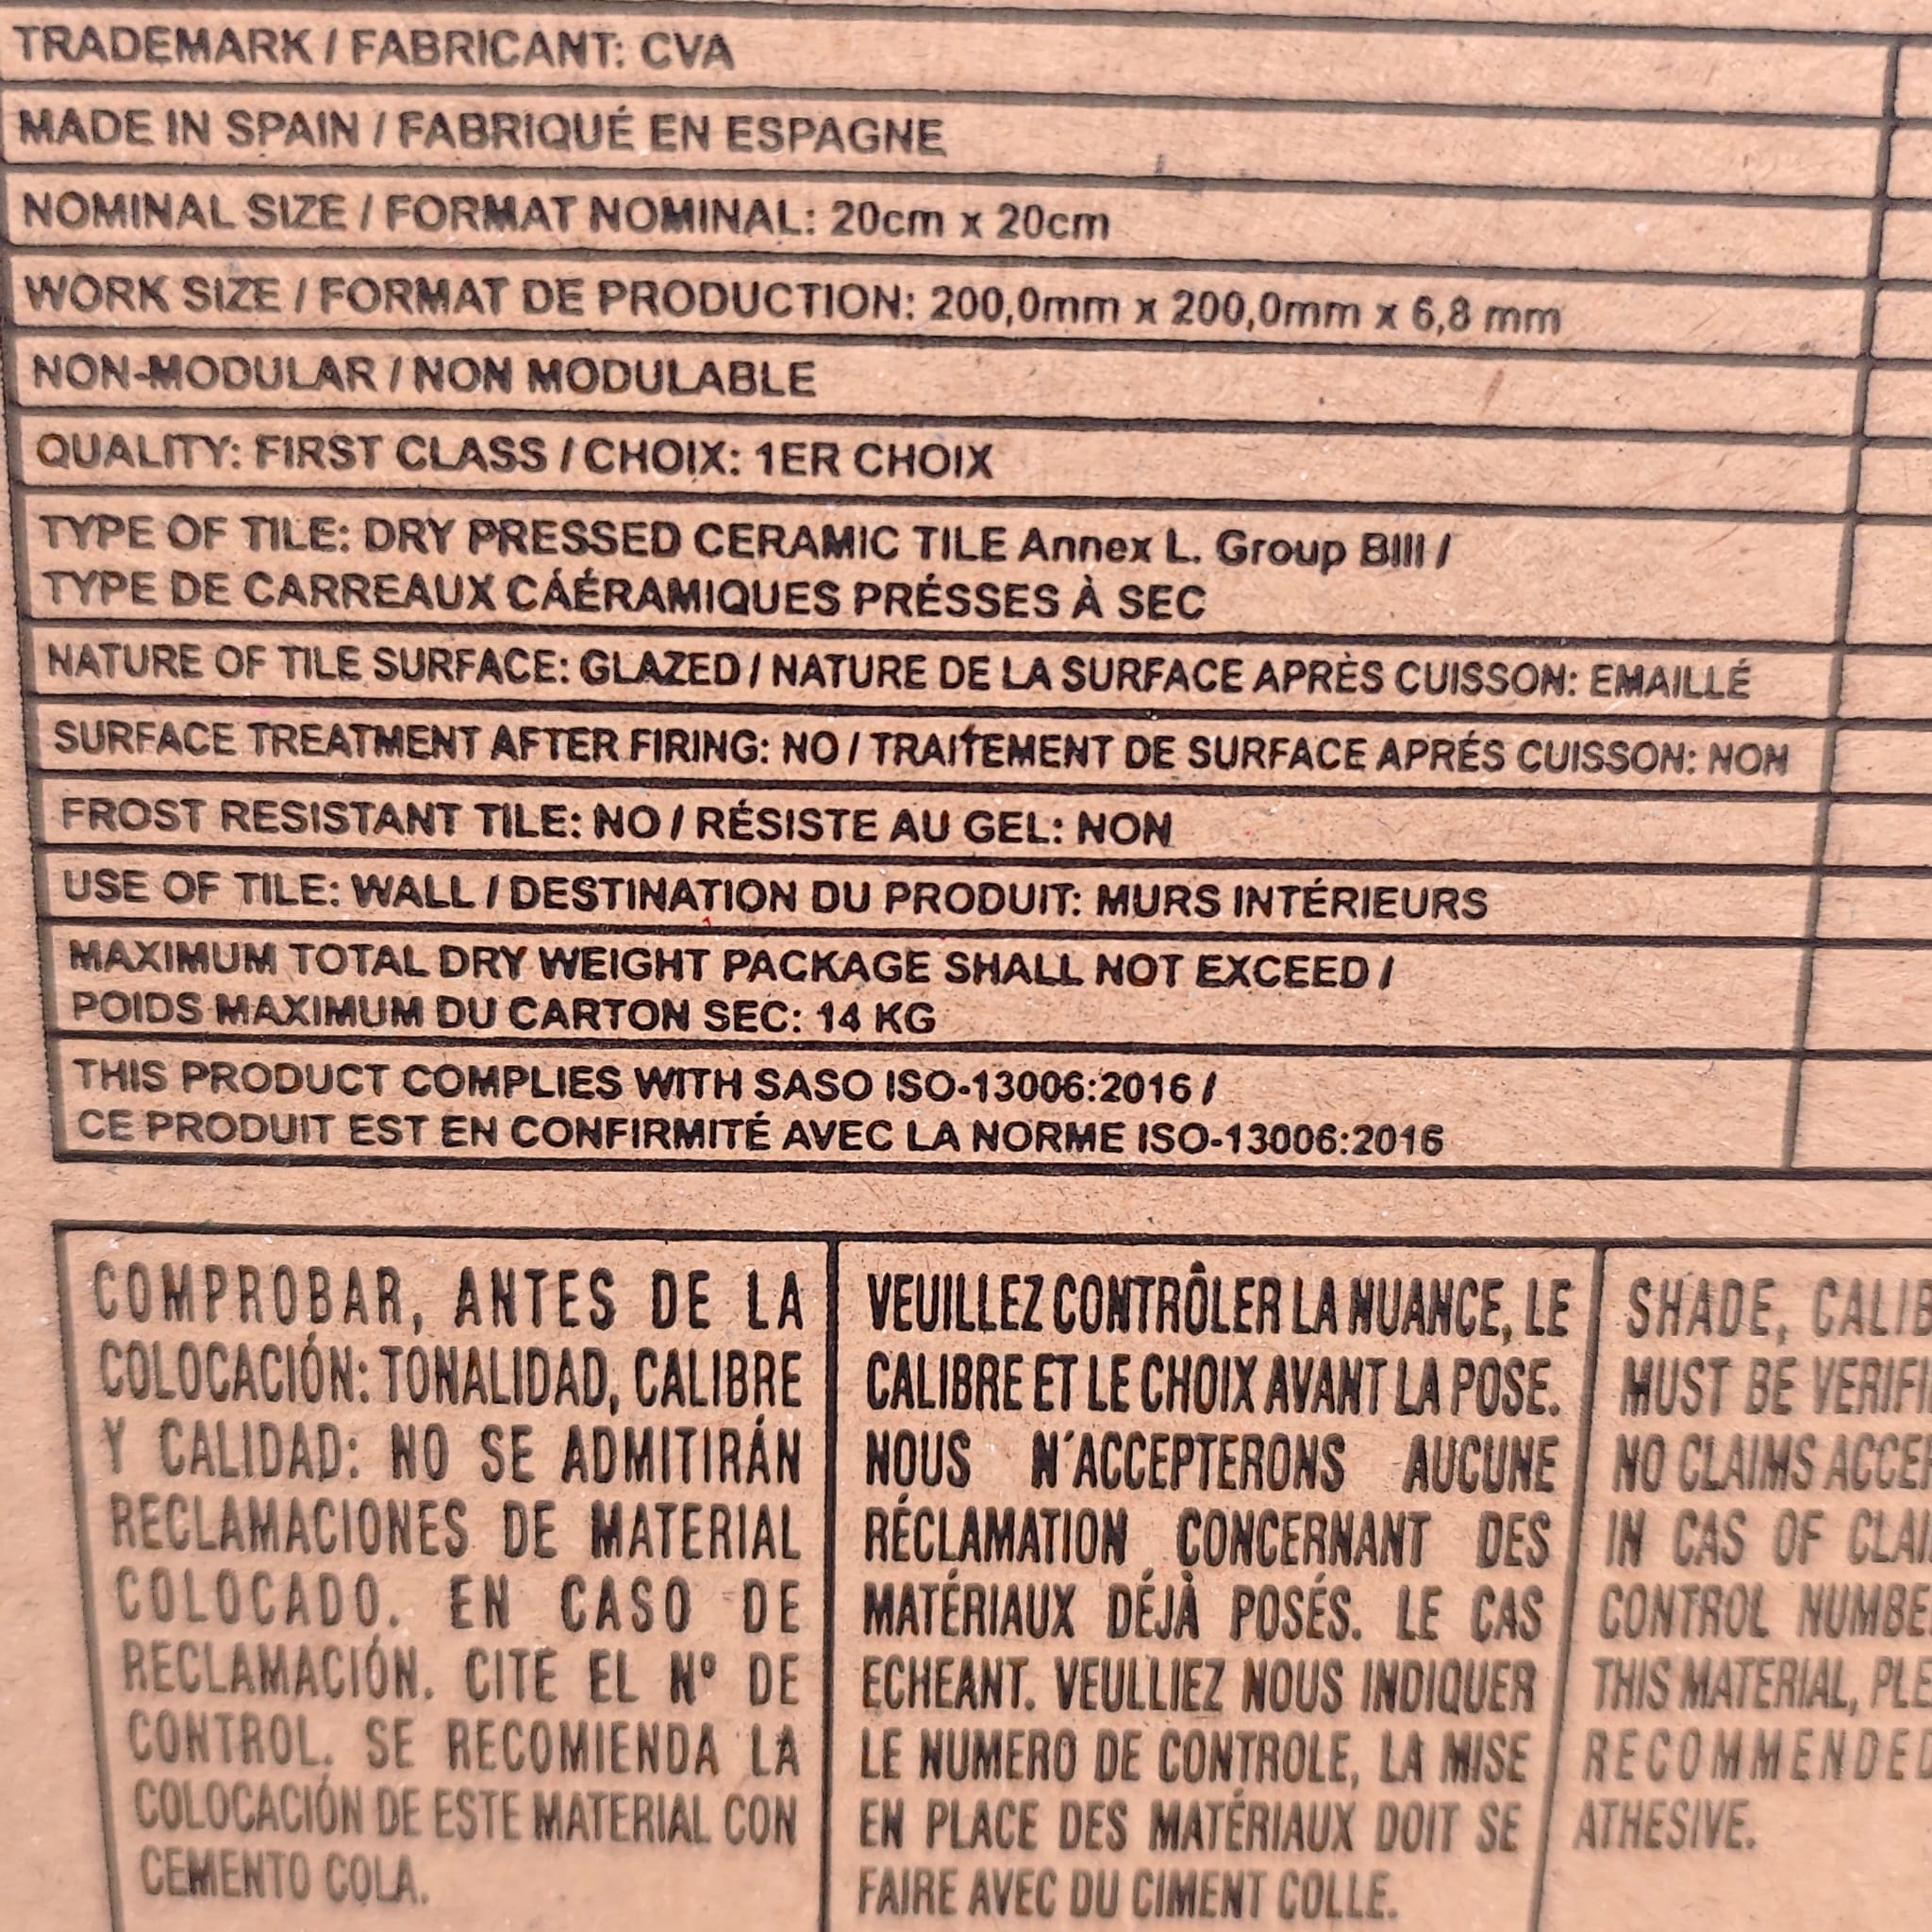 TRADEMARK / FABRICANT: CVA
MADE IN SPAIN / FABRIQUÉ EN ESPAGNE
NOMINAL SIZE / FORMAT NOMINAL: 20cm x 20cm
WORK SIZE / FORMAT DE PRODUCTION: 200,0mm x 200,0mm x 6,8 mm
NON-MODULAR / NON MODULABLE
QUALITY: FIRST CLASS / CHOIX: 1ER CHOIX
TYPE OF TILE: DRY PRESSED CERAMIC TILE Annex L. Group BIII /
TYPE DE CARREAUX CÁÉRAMIQUES PRÉSSES À SEC
NATURE OF TILE SURFACE: GLAZED / NATURE DE LA SURFACE APRÈS CUISSON: EMAILLÉ
SURFACE TREATMENT AFTER FIRING: NO / TRAITEMENT DE SURFACE APRÉS CUISSON: NON
FROST RESISTANT TILE: NO / RÉSISTE AU GEL: NON
USE OF TILE: WALL / DESTINATION DU PRODUIT: MURS INTÉRIEURS
MAXIMUM TOTAL DRY WEIGHT PACKAGE SHALL NOT EXCEED /
POIDS MAXIMUM DU CARTON SEC: 14 KG
THIS PRODUCT COMPLIES WITH SASO ISO-13006:2016 /
CE PRODUIT EST EN CONFIRMITÉ AVEC LA NORME ISO-13006:2016
COMPROBAR, ANTES DE LA
COLOCACIÓN: TONALIDAD, CALIBRE
Y CALIDAD: NO SE ADMITIRÁN
RECLAMACIONES DE MATERIAL
COLOCADO. EN CASO DE
RECLAMACIÓN. CITE EL Nº DE
CONTROL. SE RECOMIENDA LA
COLOCACIÓN DE ESTE MATERIAL CON
CEMENTO COLA.
VEUILLEZ CONTRÔLER LA NUANCE, LE
CALIBRE ET LE CHOIX AVANT LA POSE.
NOUS N´ACCEPTERONS AUCUNE
RÉCLAMATION CONCERNANT DES
MATÉRIAUX DÉJÀ POSÉS. LE CAS
ECHEANT. VEULLIEZ NOUS INDIQUER
LE NUMERO DE CONTROLE, LA MISE
EN PLACE DES MATÉRIAUX DOIT SE
FAIRE AVEC DU CIMENT COLLE.
SHADE,
MUST BE
NO CLAIMS
IN CAS OF
CONTROL
THIS MATERIAL,
RECOMMENDED
ATHESIVE.